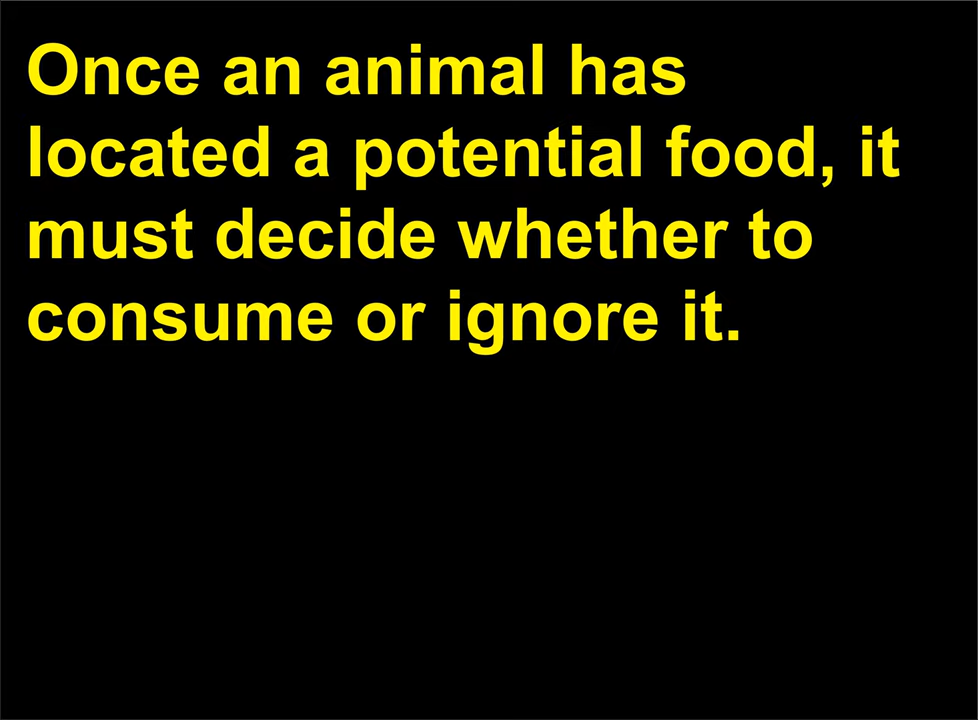 Once an animal has
located a potential food, it
must decide whether to
consume or ignore it.